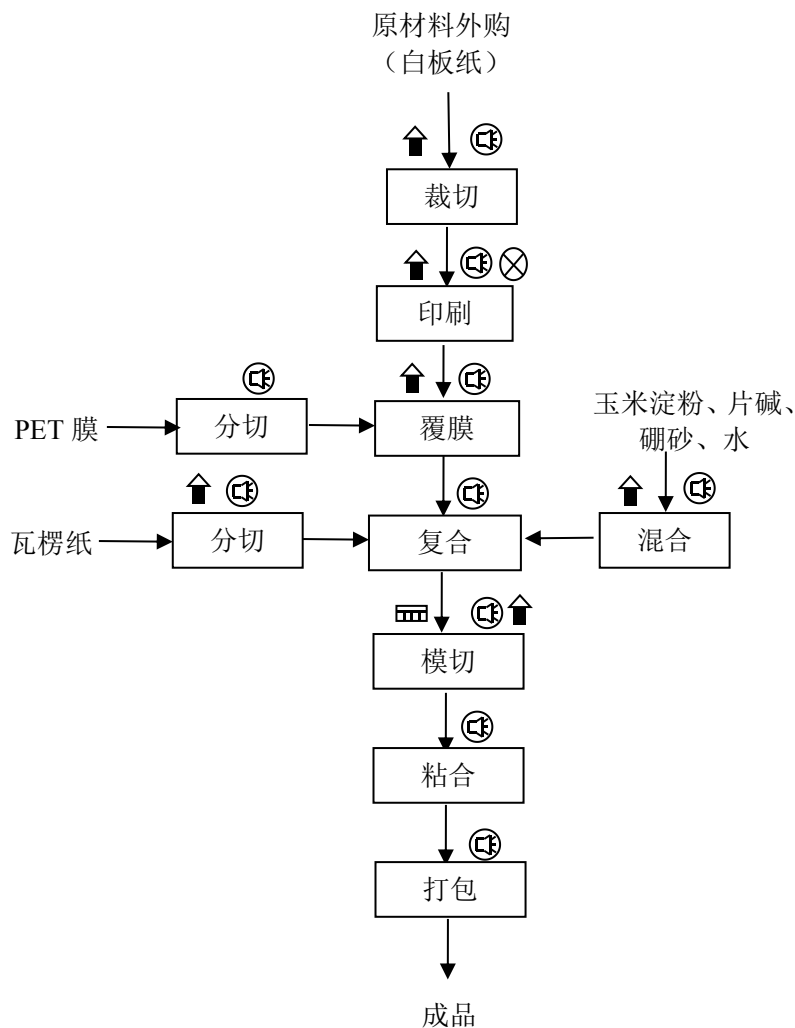 原材料外购
（白板纸）
裁切
印刷
玉米淀粉、片碱、
硼砂、水
PET 膜
分切
覆膜
瓦楞纸
分切
复合
混合
模切
粘合
打包
成品